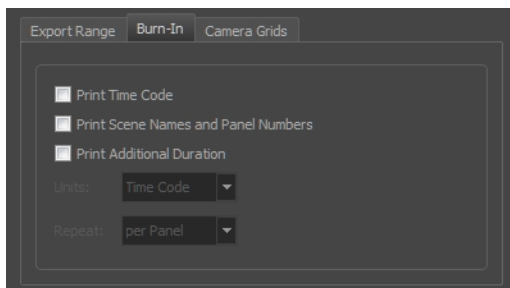 Export Range Burn-In Camera Grids
Print Time Code
Print Scene Names and Panel Numbers
Print Additional Duration
Units: Time Code
Repeat: per Panel